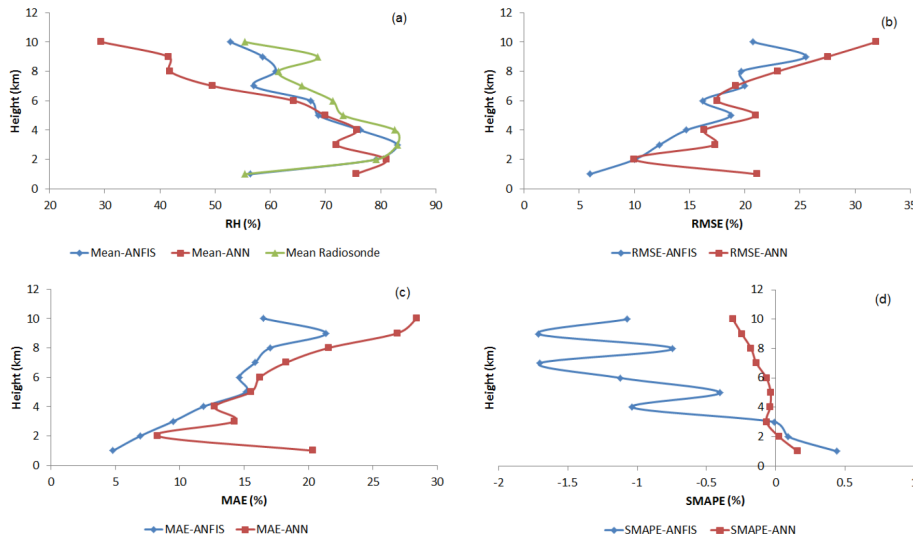 (a)
12
10
8
6
4
2
0
Height (km)
20 30 40 50 60 70 80 90
RH (%)
Mean-ANFIS Mean-ANN Mean Radiosonde
(b)
12
10
8
6
4
2
0
Height (km)
0 5 10 15 20 25 30 35
RMSE (%)
RMSE-ANFIS RMSE-ANN
(c)
12
10
8
6
4
2
0
Height (km)
0 5 10 15 20 25 30
MAE (%)
MAE-ANFIS MAE-ANN
(d)
12
10
8
6
4
2
0
Height (km)
-2 -1.5 -1 -0.5 0 0.5
SMAPE (%)
SMAPE-ANFIS SMAPE-ANN